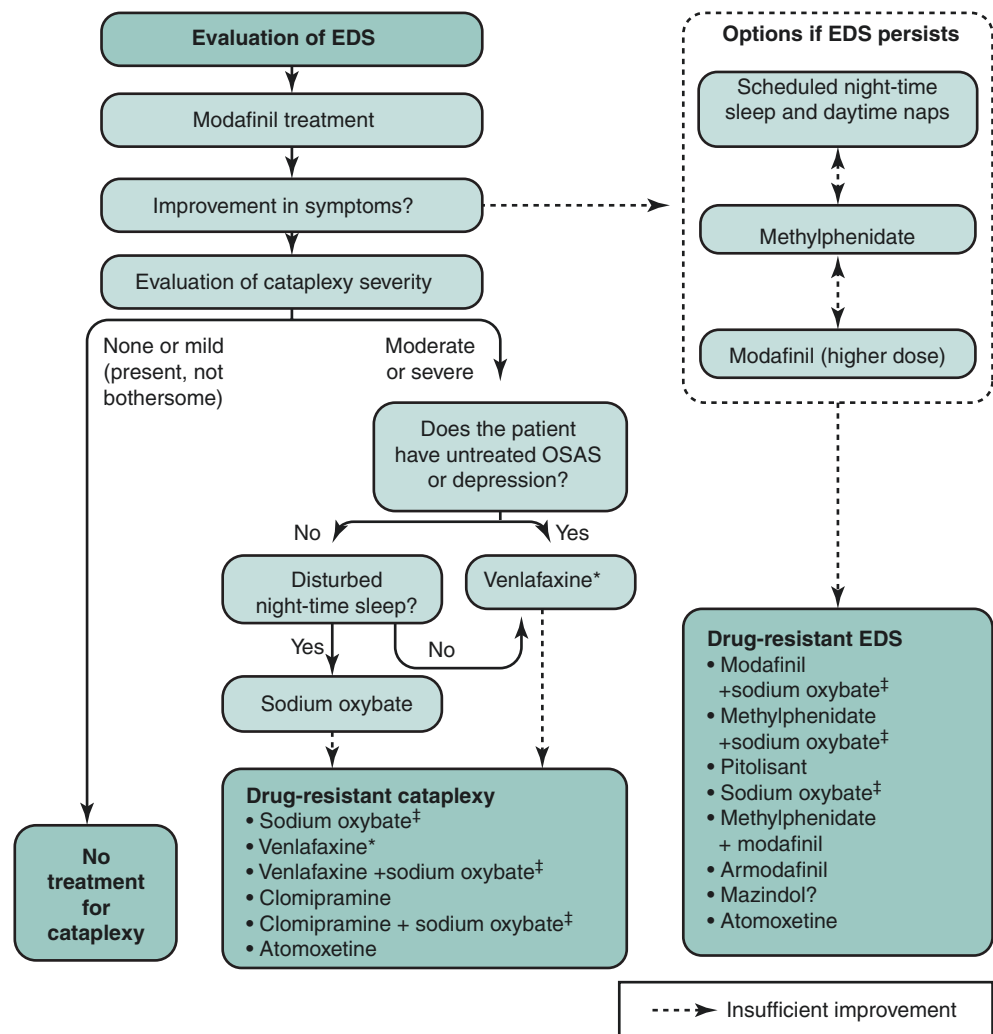 Evaluation of EDS
Modafinil treatment
Improvement in symptoms?
Evaluation of cataplexy severity
None or mild
(present, not
bothersome)
Moderate
or severe
Does the patient
have untreated OSAS
or depression?
No
Yes
Disturbed
night-time sleep?
Venlafaxine*
Yes
No
Sodium oxybate
No
treatment
for
cataplexy
Drug-resistant cataplexy
• Sodium oxybate‡
• Venlafaxine*
• Venlafaxine +sodium oxybate‡
• Clomipramine
• Clomipramine + sodium oxybate‡
• Atomoxetine
Options if EDS persists
Scheduled night-time
sleep and daytime naps
Methylphenidate
Modafinil (higher dose)
Drug-resistant EDS
• Modafinil
+sodium oxybate‡
• Methylphenidate
+sodium oxybate‡
• Pitolisant
• Sodium oxybate‡
• Methylphenidate
+ modafinil
• Armodafinil
• Mazindol?
• Atomoxetine
Insufficient improvement